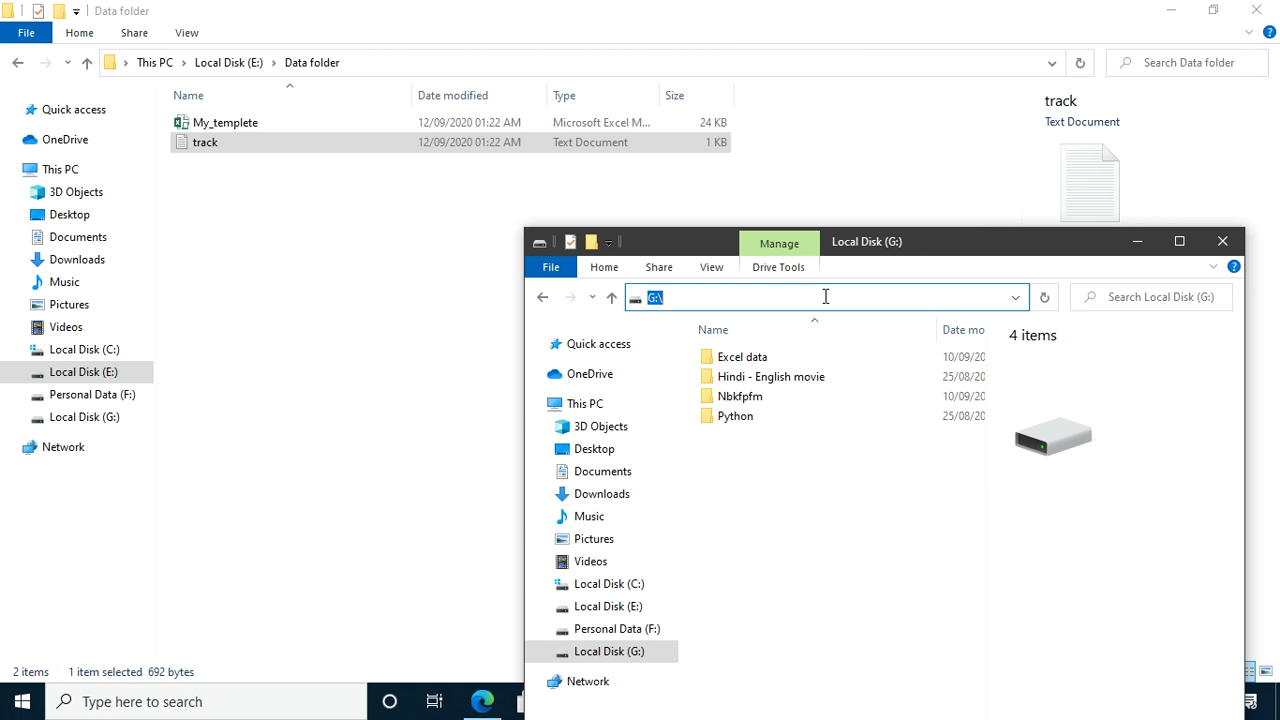 Data folder
File Home Share View
This PC Local Disk (E:) Data folder Search Data folder
Name Date modified Type Size
My_templete 12/09/2020 01:22 AM Microsoft Excel M... 24 KB
track 12/09/2020 01:22 AM Text Document 1 KB
Quick access
OneDrive
This PC
3D Objects
Desktop
Documents
Downloads
Music
Pictures
Videos
Local Disk (C:)
Local Disk (E:)
Personal Data (F:)
Local Disk (G:)
Network
track
Text Document
Manage Local Disk (G:)
File Home Share View Drive Tools
G:\ Search Local Disk (G:)
Name Date mo
Excel data 10/09/20
Hindi - English movie 25/08/20
Nbkfpfm 10/09/20
Python 25/08/20
4 items
Quick access
OneDrive
This PC
3D Objects
Desktop
Documents
Downloads
Music
Pictures
Videos
Local Disk (C:)
Local Disk (E:)
Personal Data (F:)
Local Disk (G:)
Network
2 items 1 item selected 692 bytes
Type here to search